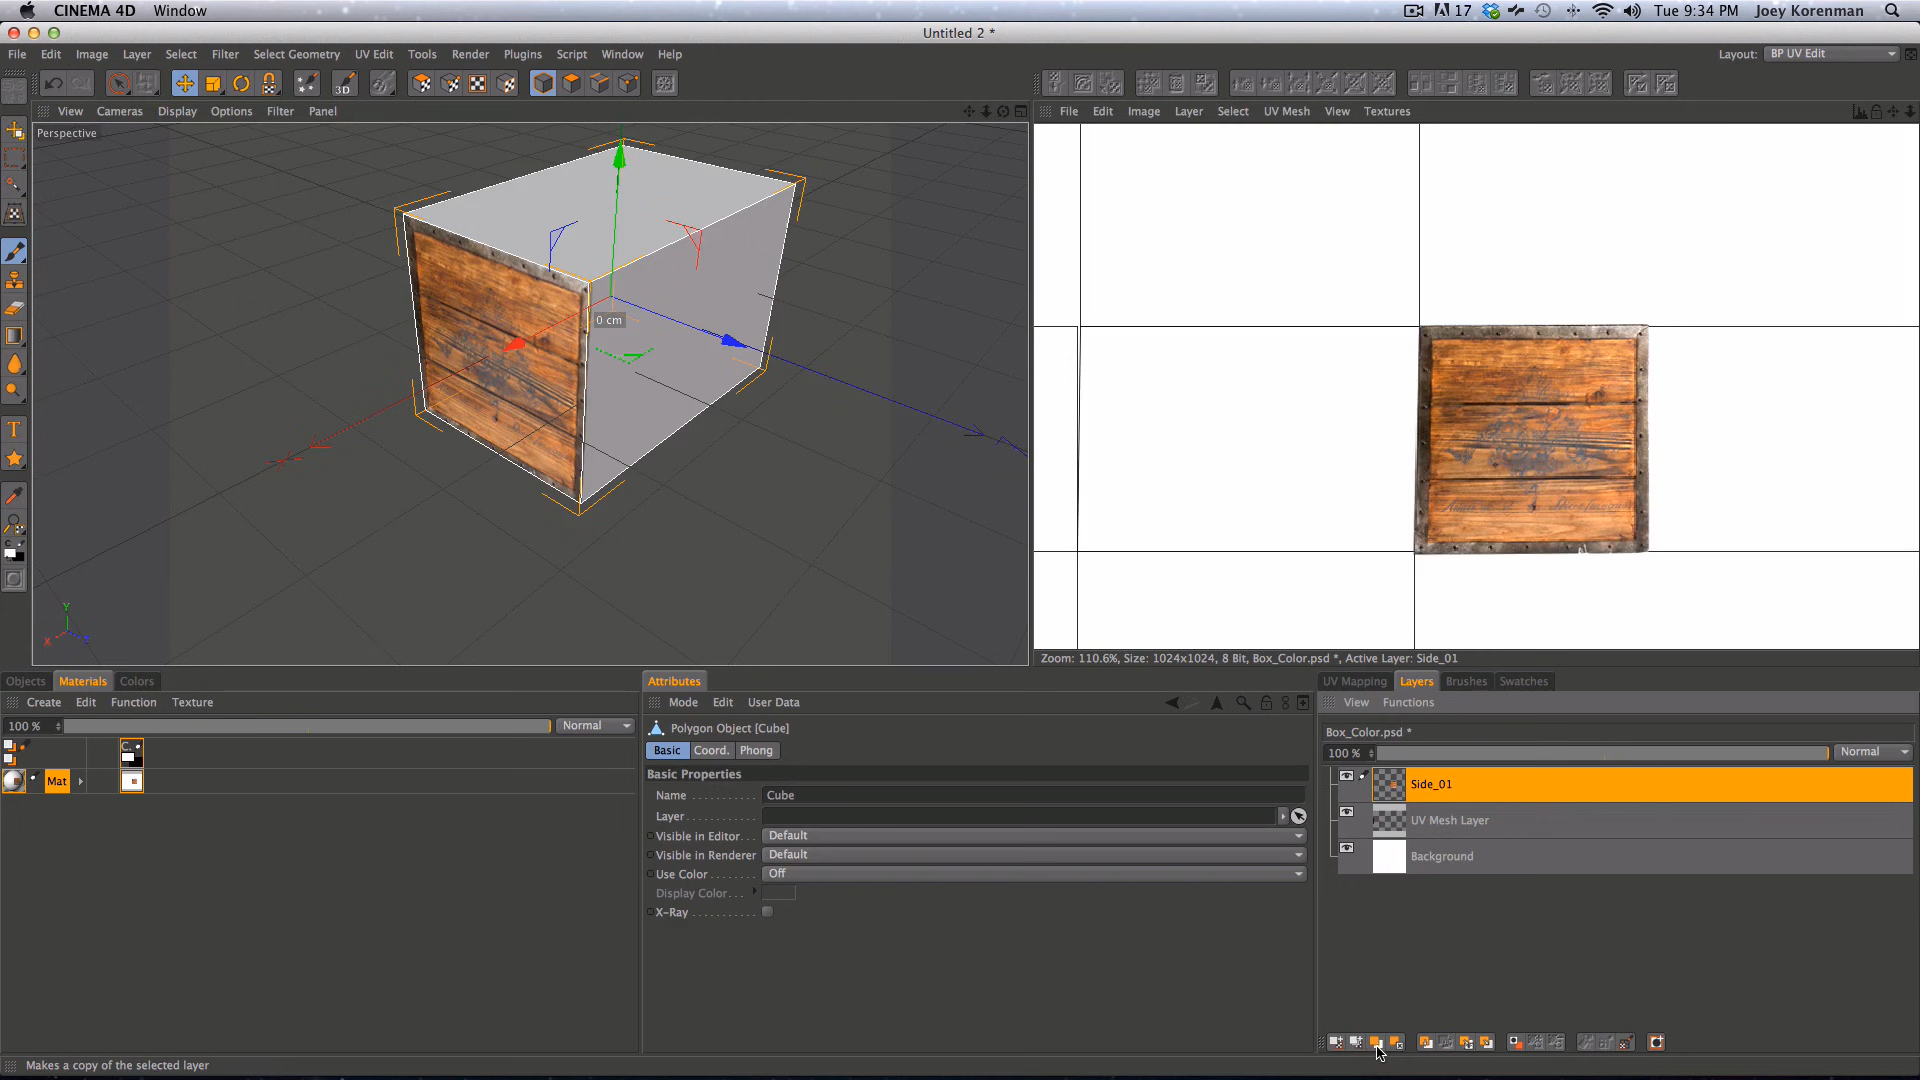 CINEMA 4D Window 17 Tue 9:34 PM Joey Korenman
Untitled 2 *
File Edit Image Layer Select Filter Select Geometry UV Edit Tools Render Plugins Script Window Help Layout: BP UV Edit
3D
View Cameras Display Options Filter Panel
File Edit Image Layer Select UV Mesh View Textures
Perspective
0 cm
T
Y
X
Z
Zoom: 110.6%, Size: 1024x1024, 8 Bit, Box_Color.psd *, Active Layer: Side_01
Objects Materials Colors
Create Edit Function Texture
100 % Normal
C.
Mat
Attributes
Mode Edit User Data
Polygon Object [Cube]
Basic Coord. Phong
Basic Properties
Name Cube
Layer
Visible in Editor Default
Visible in Renderer Default
Use Color Off
Display Color
X-Ray
UV Mapping Layers Brushes Swatches
View Functions
Box_Color.psd *
100 % Normal
Side_01
UV Mesh Layer
Background
Makes a copy of the selected layer